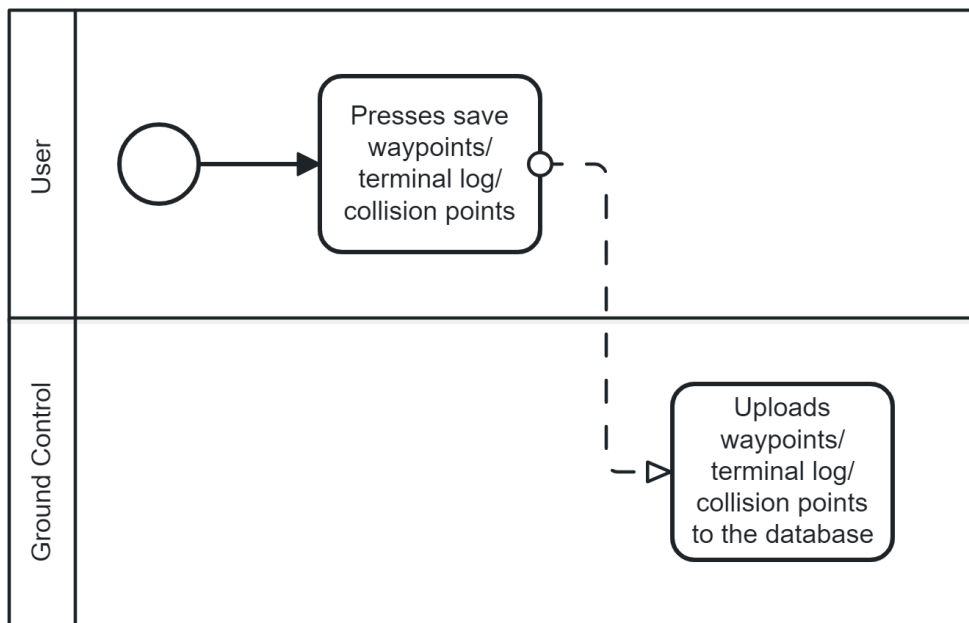 User
Presses save
waypoints/
terminal log/
collision points
Ground Control
Uploads
waypoints/
terminal log/
collision points
to the database